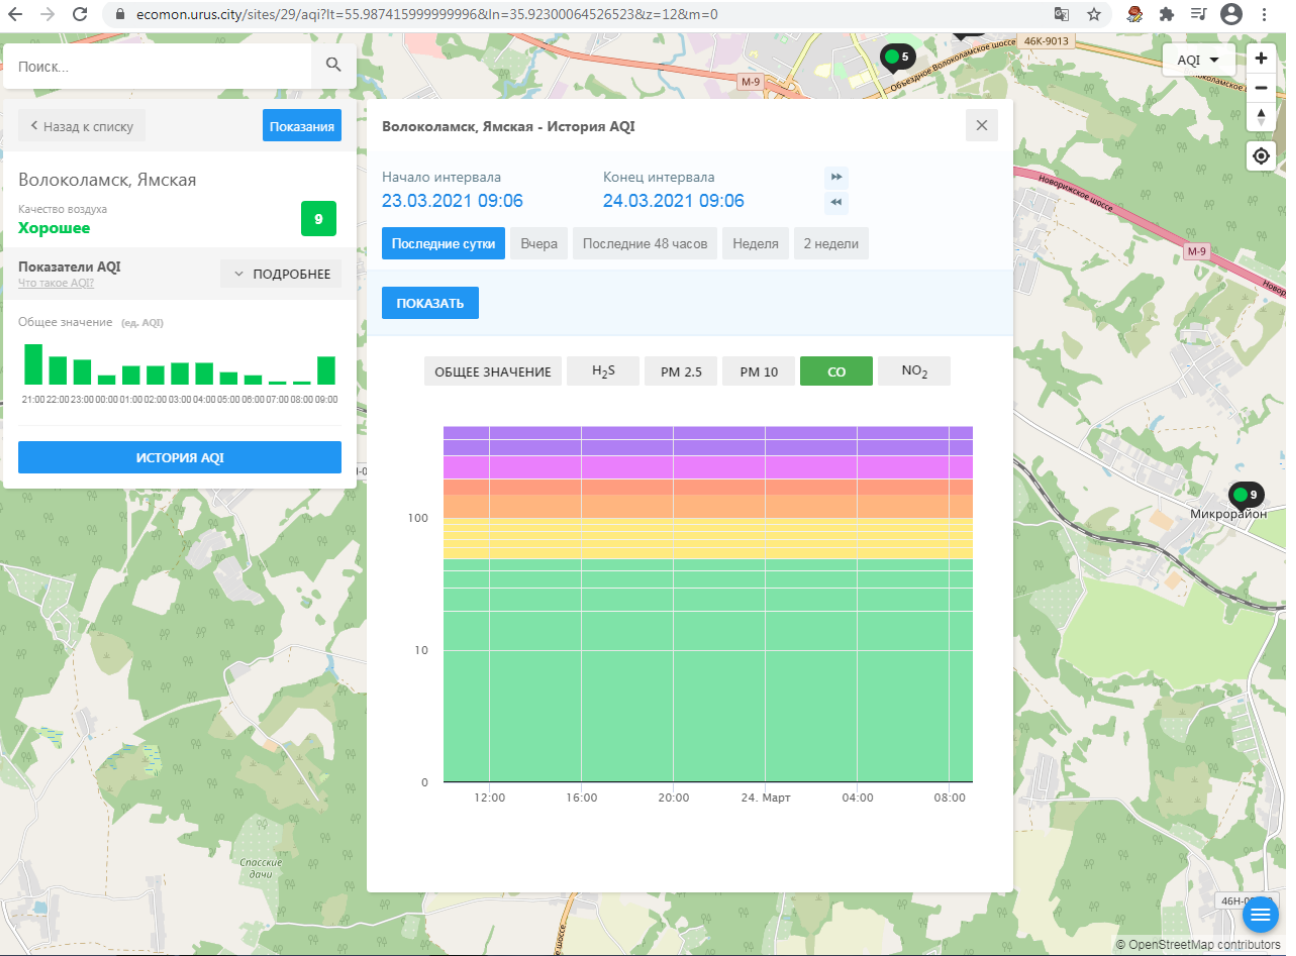 ecomon.urus.city/sites/29/aqi?lt=55.987415999999996&ln=35.92300064526523&z=12&m=0
Поиск...
Назад к списку
Показания
Волоколамск, Ямская
Качество воздуха
Хорошее
9
Показатели AQI
Что такое AQI?
ПОДРОБНЕЕ
Общее значение (ед. AQI)
21:00 22:00 23:00 00:00 01:00 02:00 03:00 04:00 05:00 06:00 07:00 08:00 09:00
ИСТОРИЯ AQI
Волоколамск, Ямская - История AQI
Начало интервала
23.03.2021 09:06
Конец интервала
24.03.2021 09:06
Последние сутки
Вчера
Последние 48 часов
Неделя
2 недели
ПОКАЗАТЬ
ОБЩЕЕ ЗНАЧЕНИЕ
H2S
PM 2.5
PM 10
CO
NO2
100
10
0
12:00 16:00 20:00 24. Март 04:00 08:00
M-9
5
Объездное Волоколамское шоссе
46К-9013
AQI
Новорижское шоссе
M-9
9
Микрорайон
Спасские
дачи
© OpenStreetMap contributors